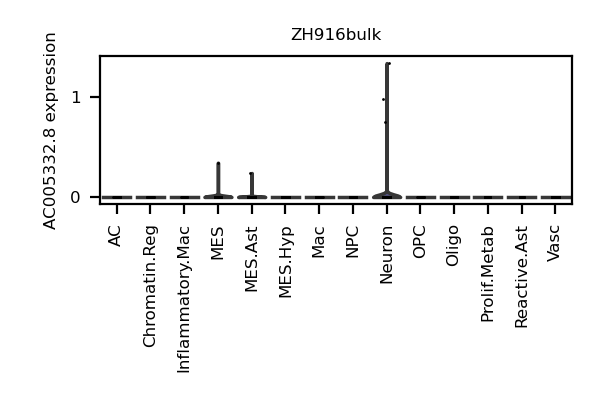 ZH916bulk
AC005332.8 expression
1
0
AC
Chromatin.Reg
Inflammatory.Mac
MES
MES.Ast
MES.Hyp
Mac
NPC
Neuron
OPC
Oligo
Prolif.Metab
Reactive.Ast
Vasc